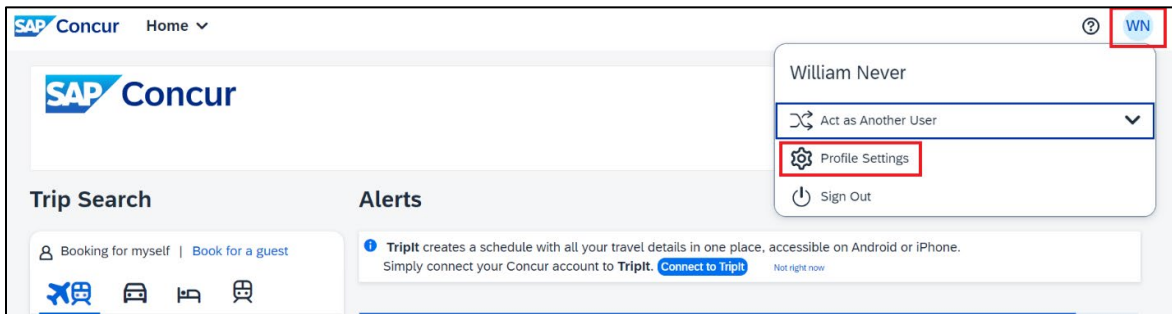 SAP Concur Home
WN
SAP Concur
William Never
Act as Another User
Profile Settings
Sign Out
Trip Search
Booking for myself | Book for a guest
Alerts
TripIt creates a schedule with all your travel details in one place, accessible on Android or iPhone.
Simply connect your Concur account to TripIt. Connect to TripIt Not right now